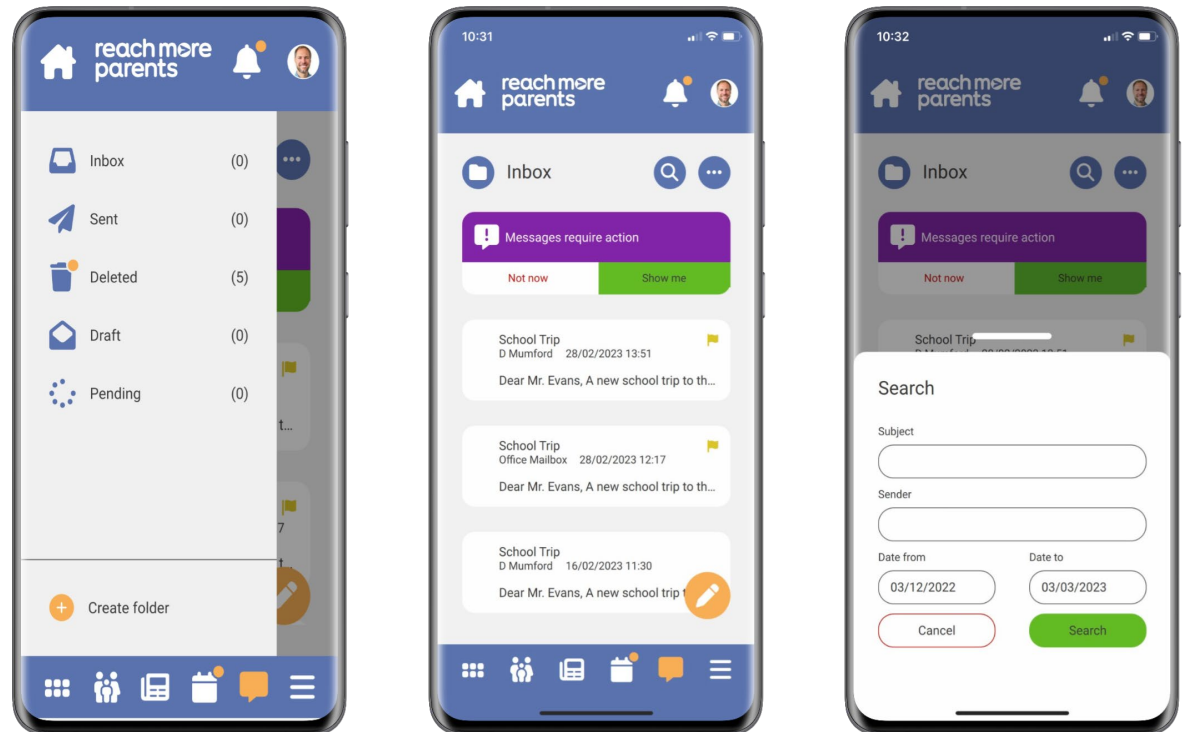 reach more
parents
Inbox (0)
Sent (0)
Deleted (5)
Draft (0)
Pending (0)
t...
7
t...
Create folder
10:31
reach more
parents
Inbox
Messages require action
Not now Show me
School Trip
D Mumford 28/02/2023 13:51
Dear Mr. Evans, A new school trip to th...
School Trip
Office Mailbox 28/02/2023 12:17
Dear Mr. Evans, A new school trip to th...
School Trip
D Mumford 16/02/2023 11:30
Dear Mr. Evans, A new school trip
10:32
reach more
parents
Inbox
Messages require action
Not now Show me
School Trip
Search
Subject
Sender
Date from Date to
03/12/2022 03/03/2023
Cancel Search